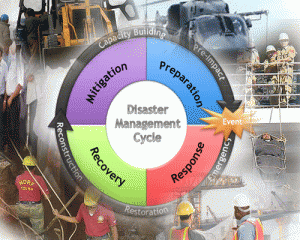 Capacity Building
Pre-Impact
Mitigation
Preparation
Disaster
Management
Cycle
Event
Emergency
Reconstruction
Recovery
Response
Restoration